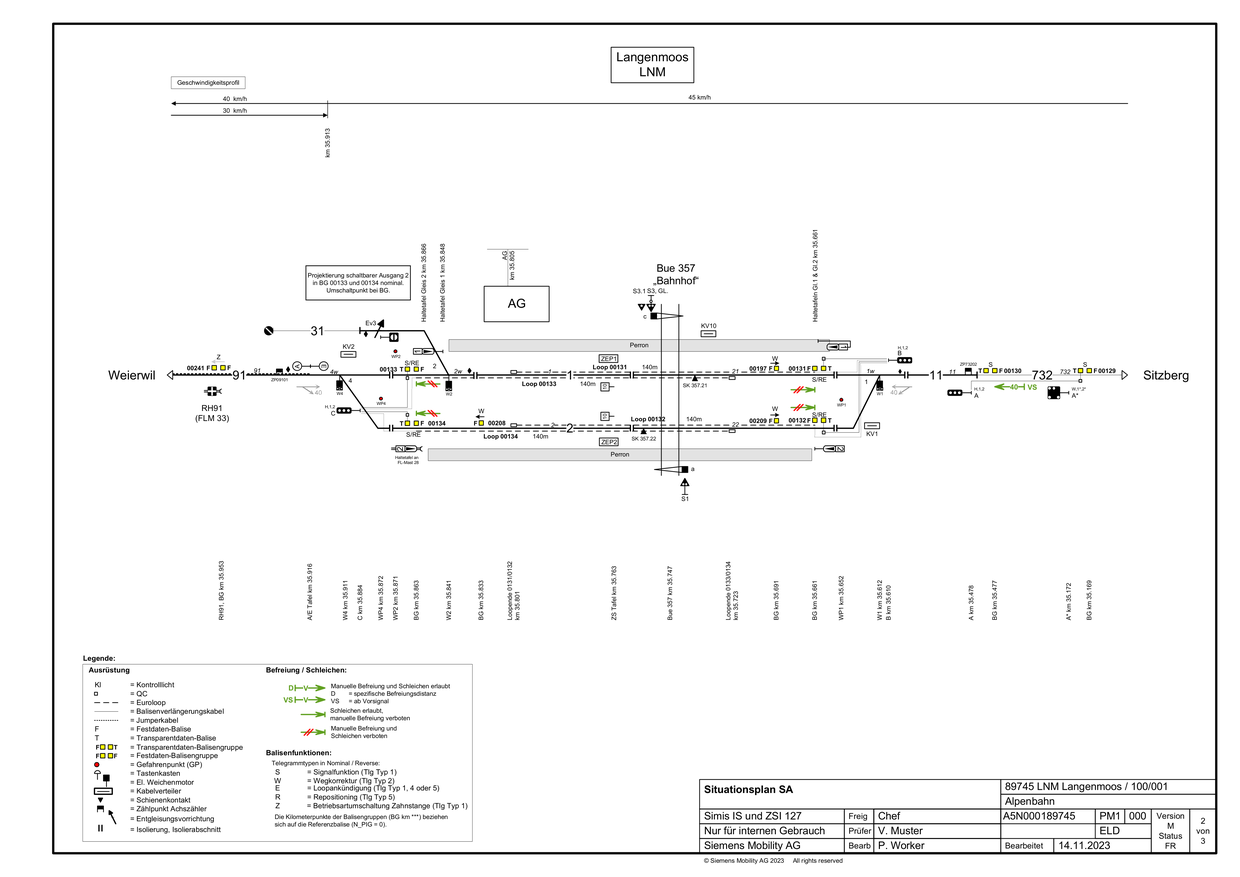 Langenmoos
LNM
Geschwindigkeitsprofil
40 km/h
45 km/h
30 km/h
km 35.913
Haltetafel Gleis 2 km 35.866
Haltetafel Gleis 1 km 35.848
AG
km 35.805
Haltetafeln Gl.1 & Gl.2 km 35.661
Projektierung schaltbarer Ausgang 2
in BG 00133 und 00134 nominal.
Umschaltpunkt bei BG.
AG
Bue 357
„Bahnhof"
S3.1 S3, GL.
c
31
Ev3
KV10
KV2
WP2
Perron
H,1,2
B
Z
00241 F F
S/RE
00133 T F
2
ZEP1
Loop 00131
140m
W
00197 F
00131 F T
S/RE
ZP73202
S
T F 00130
S
T F 00129
Weierwil
91
91
ZP09101
4w
4
2w
1
1
21
1w
1
11
11
732
732
Sitzberg
Loop 00133
140m
SK 357.21
40
W4
W2
W1
40
H,1,2
A
40 VS
W,1*,2*
A*
RH91
(FLM 33)
WP4
H,1,2
C
WP1
T F 00134
S/RE
W
F 00208
2
2
Loop 00132
140m
22
W
00209 F
S/RE
00132 F T
KV1
Loop 00134
140m
ZEP2
SK 357.22
Haltetafel an
FL-Mast 26
2
Perron
2
a
S1
RH91, BG km 35.953
A/E Tafel km 35.916
W4 km 35.911
C km 35.884
WP4 km 35.872
WP2 km 35.871
BG km 35.863
W2 km 35.841
BG km 35.833
Loopende 0131/0132
km 35.801
ZS Tafel km 35.763
Bue 357 km 35.747
Loopende 0133/0134
km 35.723
BG km 35.691
BG km 35.661
WP1 km 35.652
W1 km 35.612
B km 35.610
A km 35.478
BG km 35.477
A* km 35.172
BG km 35.169
Legende:
Ausrüstung
Kl = Kontrolllicht
= QC
= Euroloop
= Balisenverlängerungskabel
= Jumperkabel
F = Festdaten-Balise
T = Transparentdaten-Balise
F T = Transparentdaten-Balisengruppe
F F = Festdaten-Balisengruppe
= Gefahrenpunkt (GP)
= Tastenkasten
= El. Weichenmotor
= Kabelverteiler
= Schienenkontakt
= Zählpunkt Achszähler
= Entgleisungsvorrichtung
= Isolierung, Isolierabschnitt
Befreiung / Schleichen:
D V Manuelle Befreiung und Schleichen erlaubt
D = spezifische Befreiungsdistanz
VS V VS = ab Vorsignal
Schleichen erlaubt,
manuelle Befreiung verboten
Manuelle Befreiung und
Schleichen verboten
Balisenfunktionen:
Telegrammtypen in Nominal / Reverse:
S = Signalfunktion (Tlg Typ 1)
W = Wegkorrektur (Tlg Typ 2)
E = Loopankündigung (Tlg Typ 1, 4 oder 5)
R = Repositioning (Tlg Typ 5)
Z = Betriebsartumschaltung Zahnstange (Tlg Typ 1)
Die Kilometerpunkte der Balisengruppen (BG km ***) beziehen
sich auf die Referenzbalise (N_PIG = 0).
Situationsplan SA
89745 LNM Langenmoos / 100/001
Alpenbahn
Simis IS und ZSI 127
Freig Chef
A5N000189745 PM1 000
Nur für internen Gebrauch
Prüfer V. Muster
ELD
Siemens Mobility AG
Bearb P. Worker
Bearbeitet 14.11.2023
Version
M
Status
FR
2
von
3
© Siemens Mobility AG 2023 All rights reserved